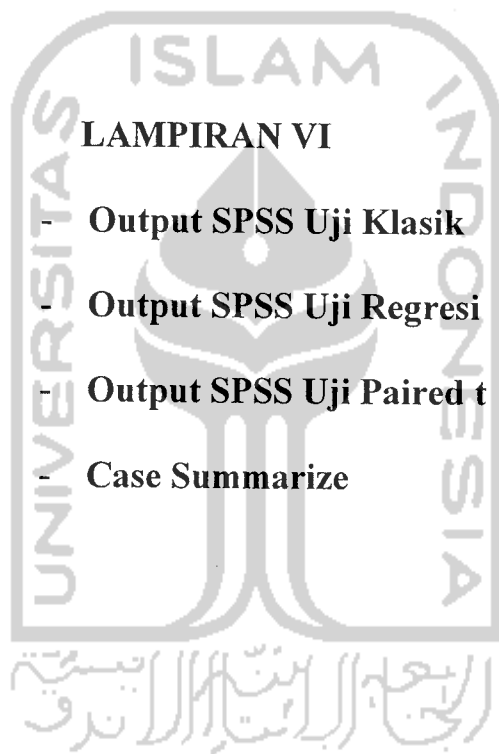 ISLAM
UNIVERSITAS
INDONESIA
LAMPIRAN VI
- Output SPSS Uji Klasik
- Output SPSS Uji Regresi
- Output SPSS Uji Paired t
- Case Summarize